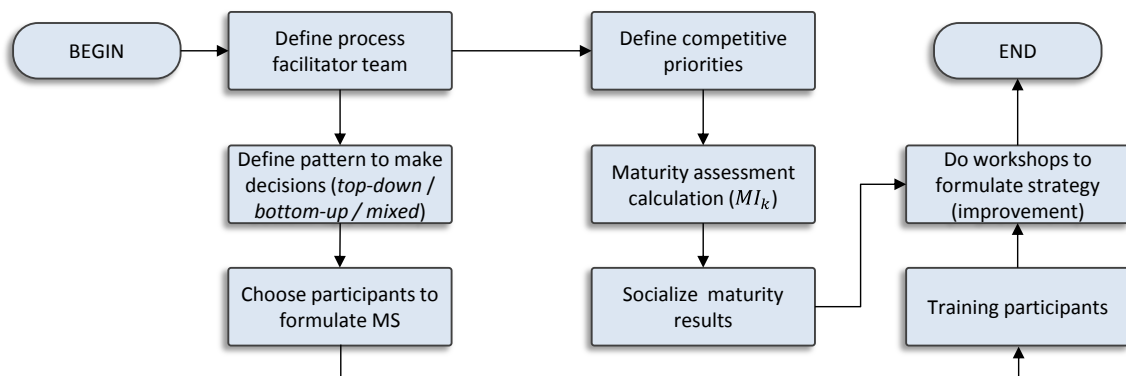 BEGIN
Define process
facilitator team
Define competitive
priorities
END
Define pattern to make
decisions (top-down /
bottom-up / mixed)
Maturity assessment
calculation (MIₖ)
Do workshops to
formulate strategy
(improvement)
Choose participants to
formulate MS
Socialize maturity
results
Training participants